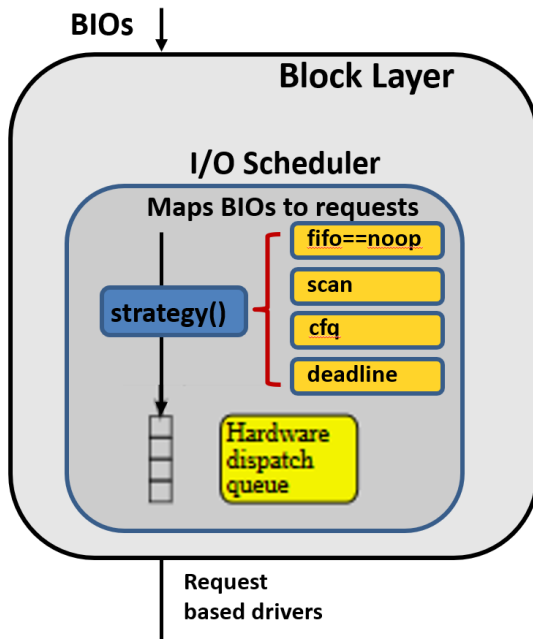 BIOs
Block Layer
I/O Scheduler
Maps BIOs to requests
fifo==noop
strategy()
scan
cfq
deadline
Hardware
dispatch
queue
Request
based drivers